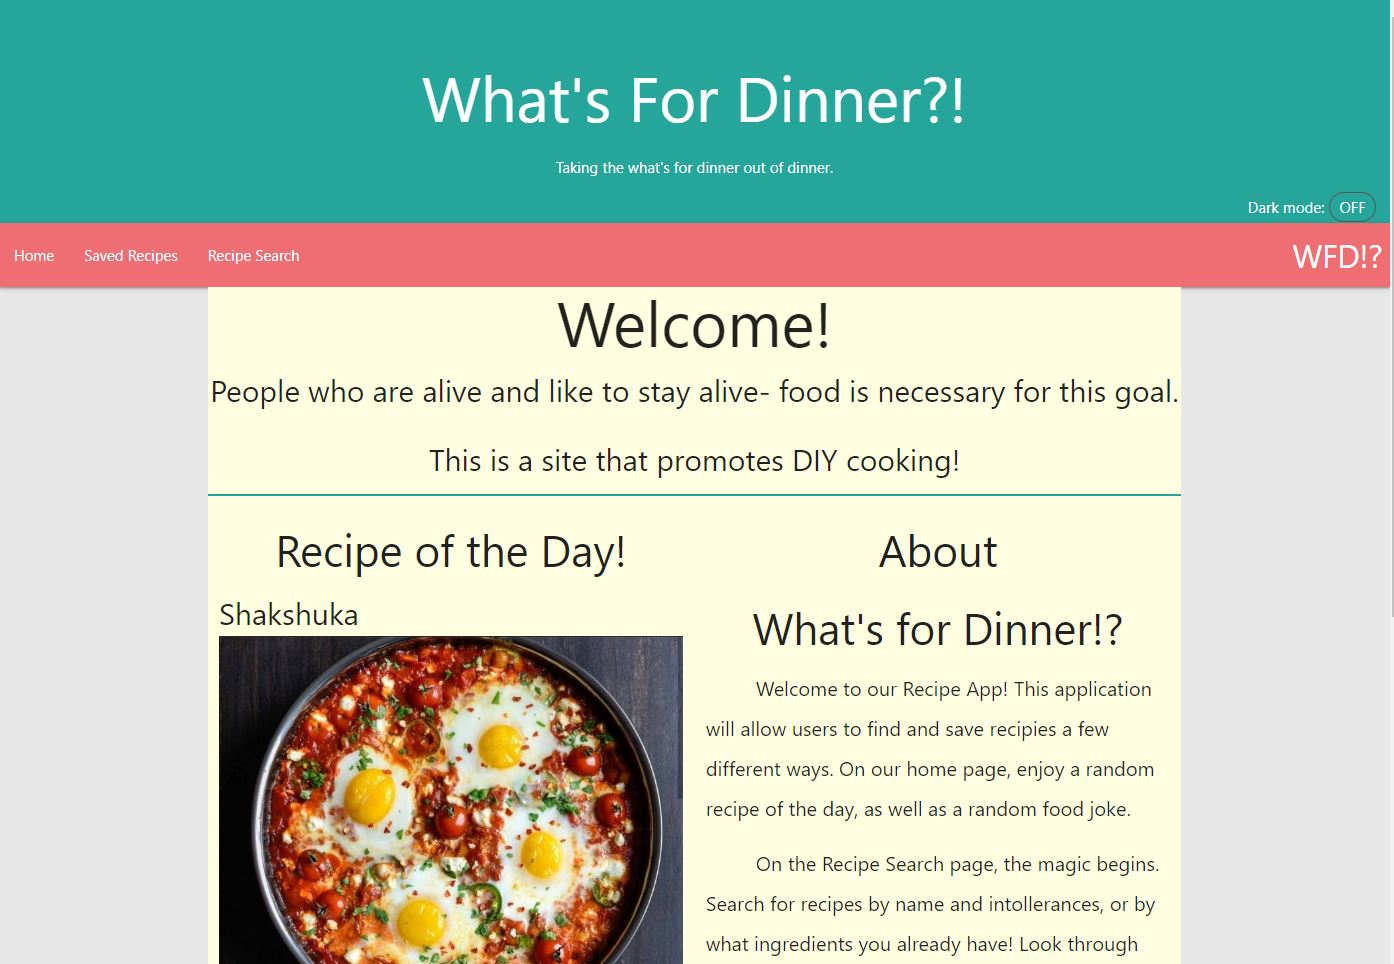 What's For Dinner?!
Taking the what's for dinner out of dinner.
Dark mode: OFF
Home Saved Recipes Recipe Search WFD!?
Welcome!
People who are alive and like to stay alive- food is necessary for this goal.
This is a site that promotes DIY cooking!
Recipe of the Day!
Shakshuka
About
What's for Dinner!?
Welcome to our Recipe App! This application
will allow users to find and save recipies a few
different ways. On our home page, enjoy a random
recipe of the day, as well as a random food joke.
On the Recipe Search page, the magic begins.
Search for recipes by name and intollerances, or by
what ingredients you already have! Look through